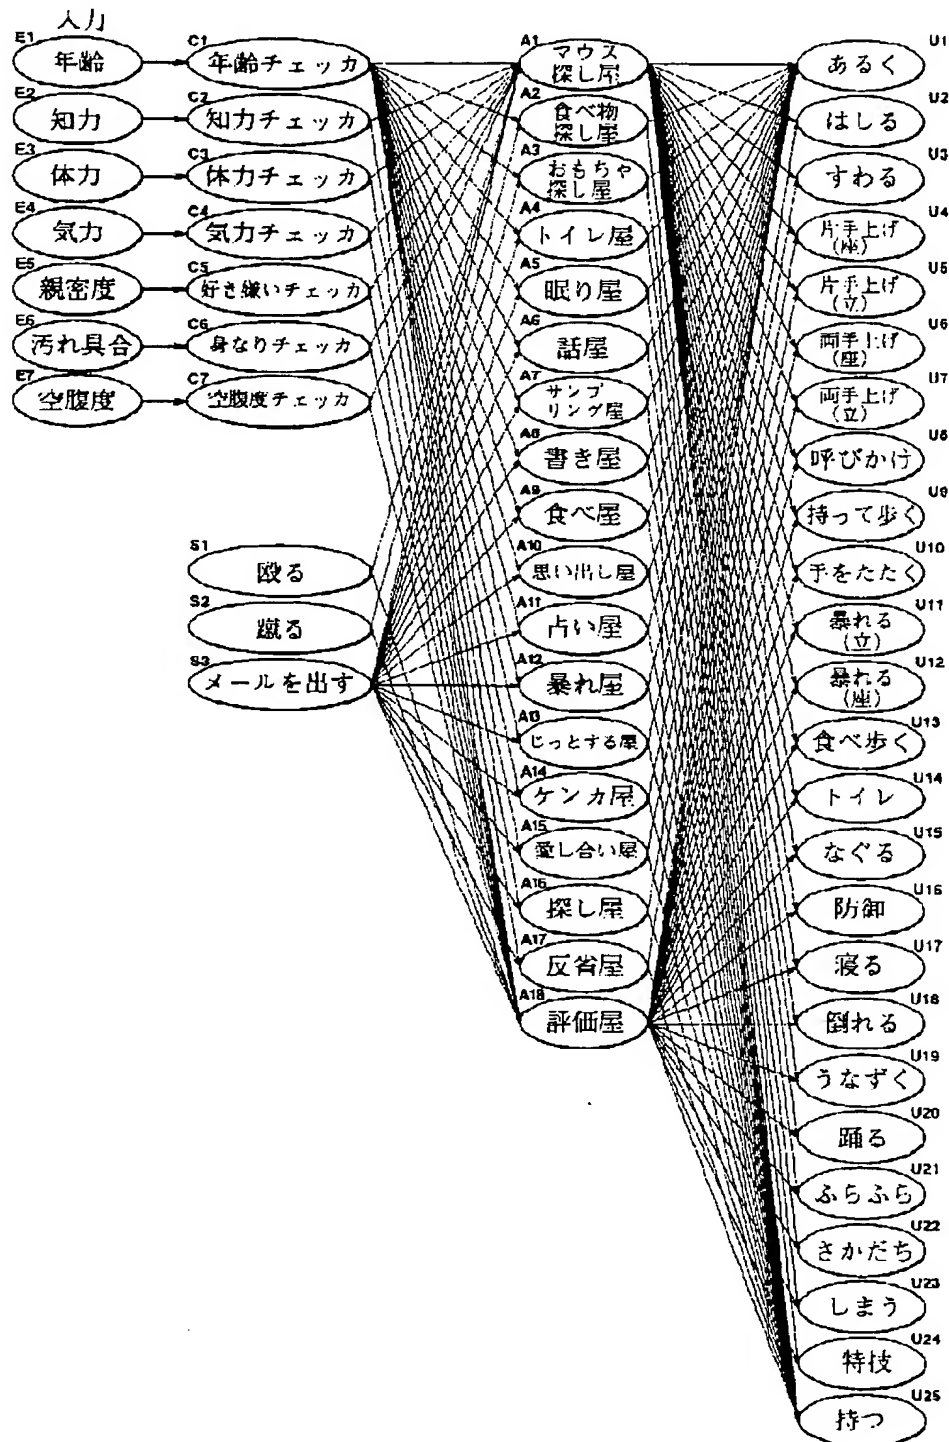 入力
E1
年齢
E2
知力
E3
体力
E4
気力
E5
親密度
E6
汚れ具合
E7
空腹度
C1
年齢チェッカ
C2
知力チェッカ
C3
体力チェッカ
C4
気力チェッカ
C5
好き嫌いチェッカ
C6
身なりチェッカ
C7
空腹度チェッカ
S1
殴る
S2
蹴る
S3
メールを出す
A1
マウス
探し屋
A2
食べ物
探し屋
A3
おもちゃ
探し屋
A4
トイレ屋
A5
眠り屋
A6
話屋
A7
サンプ
リング屋
A8
書き屋
A9
食べ屋
A10
思い出し屋
A11
占い屋
A12
暴れ屋
A13
じっとする屋
A14
ケンカ屋
A15
愛し合い屋
A16
探し屋
A17
反省屋
A18
評価屋
U1
あるく
U2
はしる
U3
すわる
U4
片手上げ
(座)
U5
片手上げ
(立)
U6
両手上げ
(座)
U7
両手上げ
(立)
U8
呼びかけ
U9
持って歩く
U10
手をたたく
U11
暴れる
(立)
U12
暴れる
(座)
U13
食べ歩く
U14
トイレ
U15
なぐる
U16
防御
U17
寝る
U18
倒れる
U19
うなずく
U20
踊る
U21
ふらふら
U22
さかだち
U23
しまう
U24
特技
U25
持つ